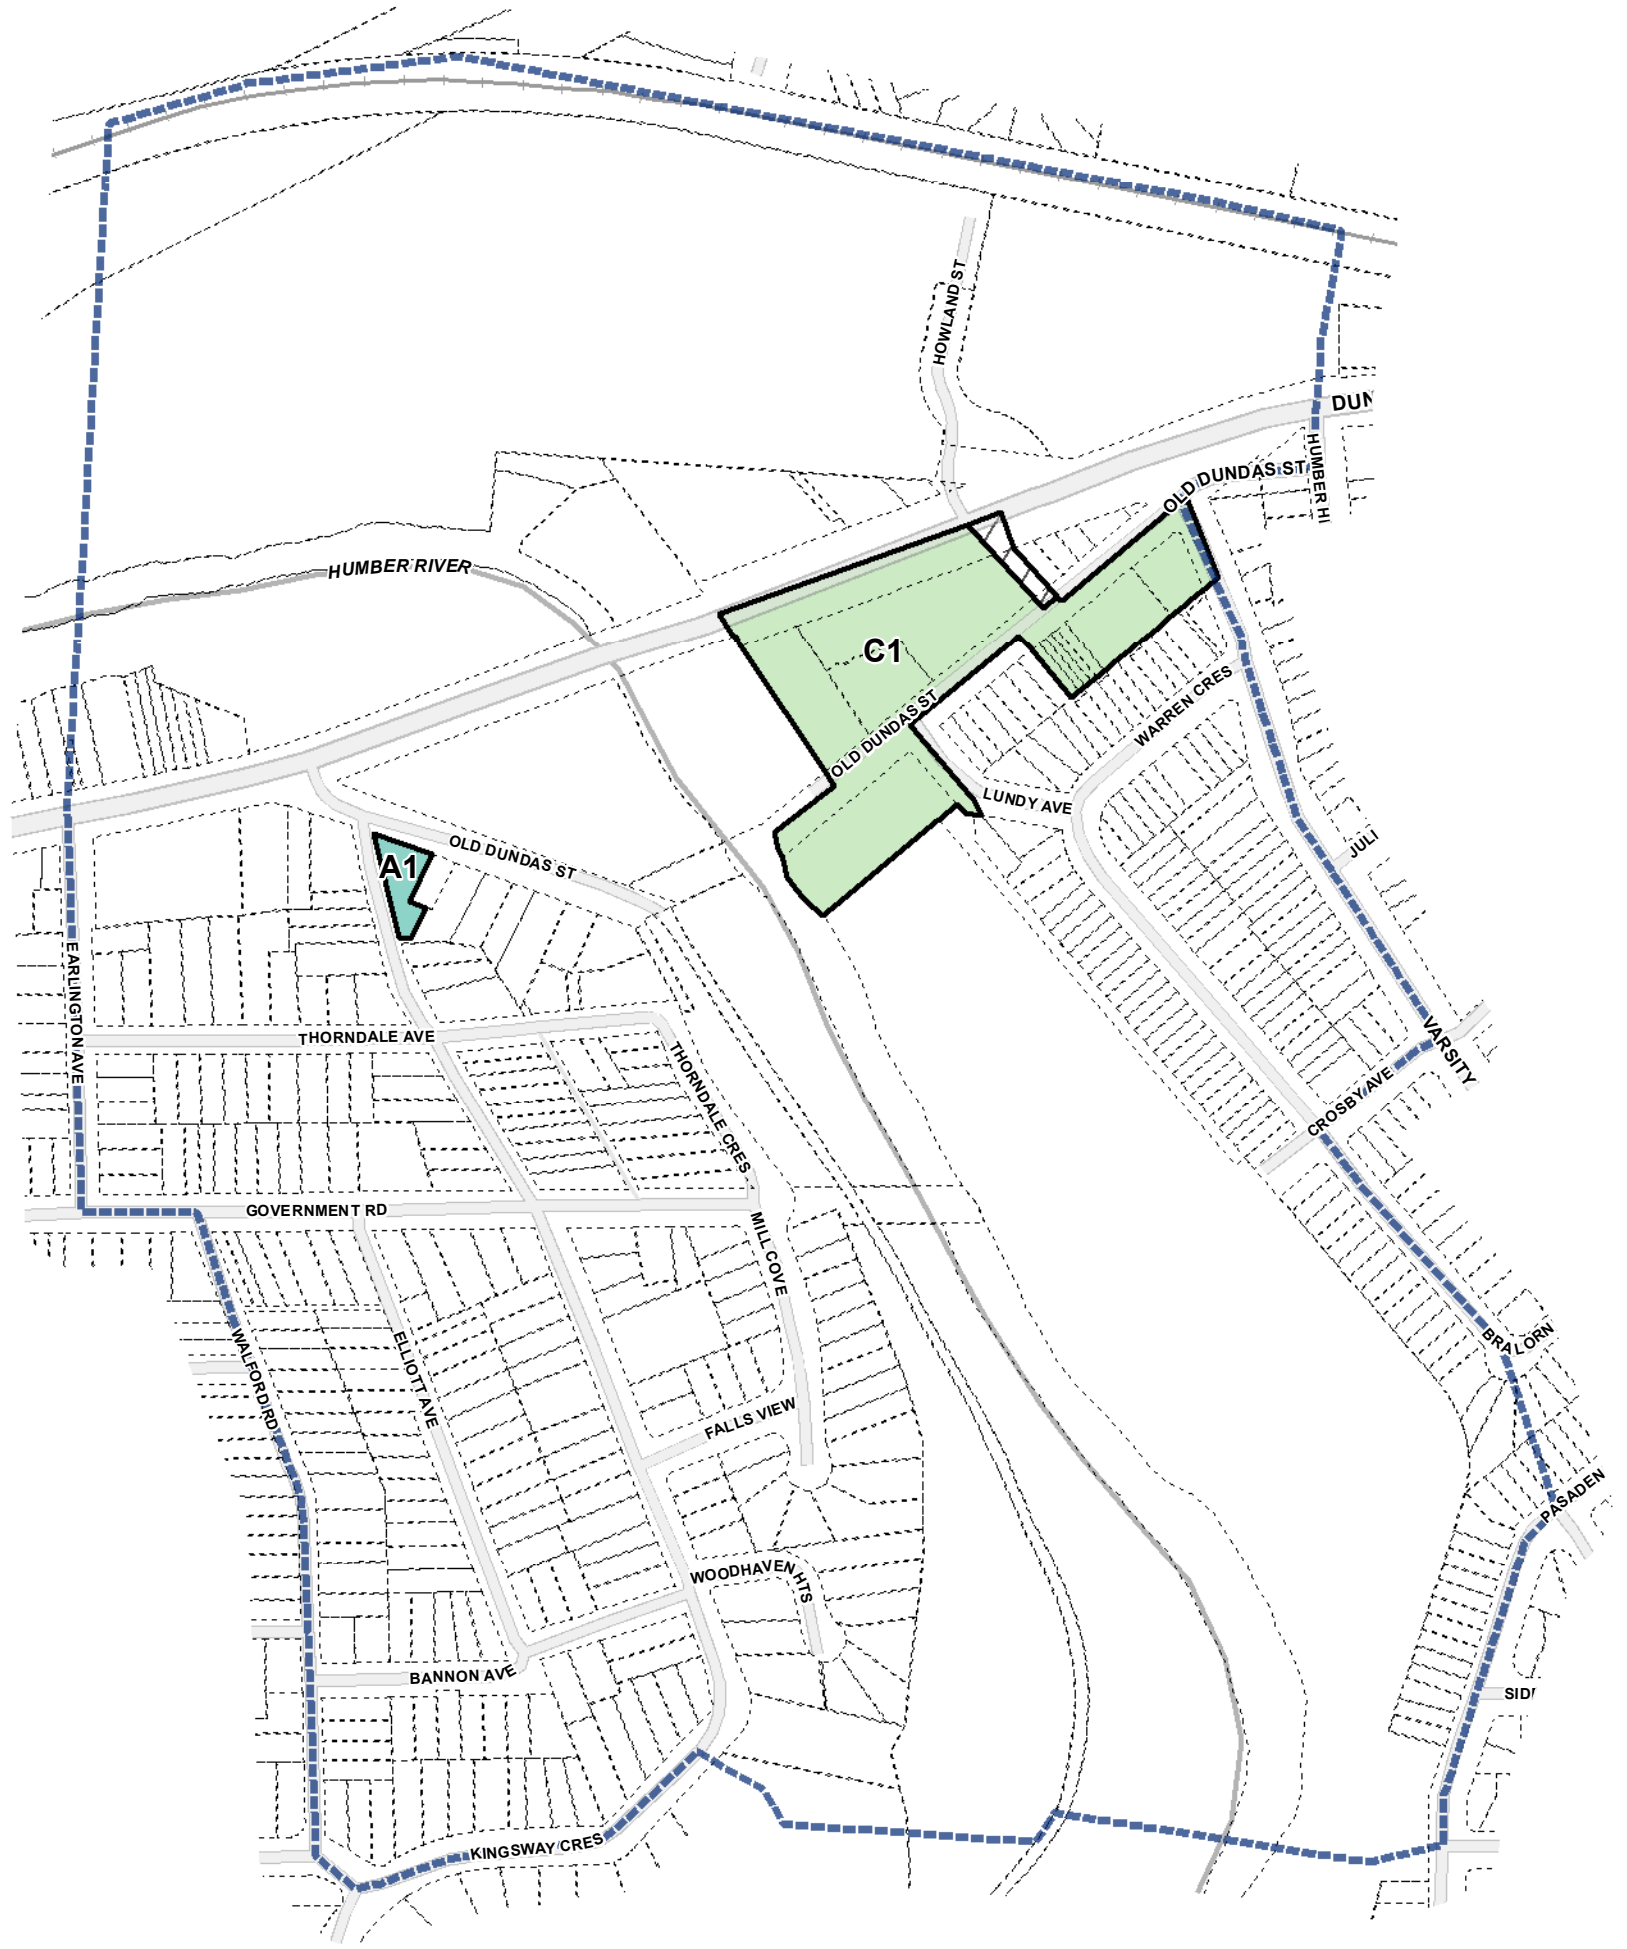 HOWLAND ST
DUN
HUMBER HI
OLD DUNDAS ST
HUMBER RIVER
C1
WARREN CRES
OLD DUNDAS ST
LUNDY AVE
JULI
OLD DUNDAS ST
A1
EARLINGTON AVE
THORNDALE AVE
VARSITY
THORNDALE CRES
CROSBY AVE
GOVERNMENT RD
MILL COVE
WALFORD RD
ELLIOTT AVE
BRALORN
FALLS VIEW
PASADEN
WOODHAVEN HTS
BANNON AVE
SID
KINGSWAY CRES